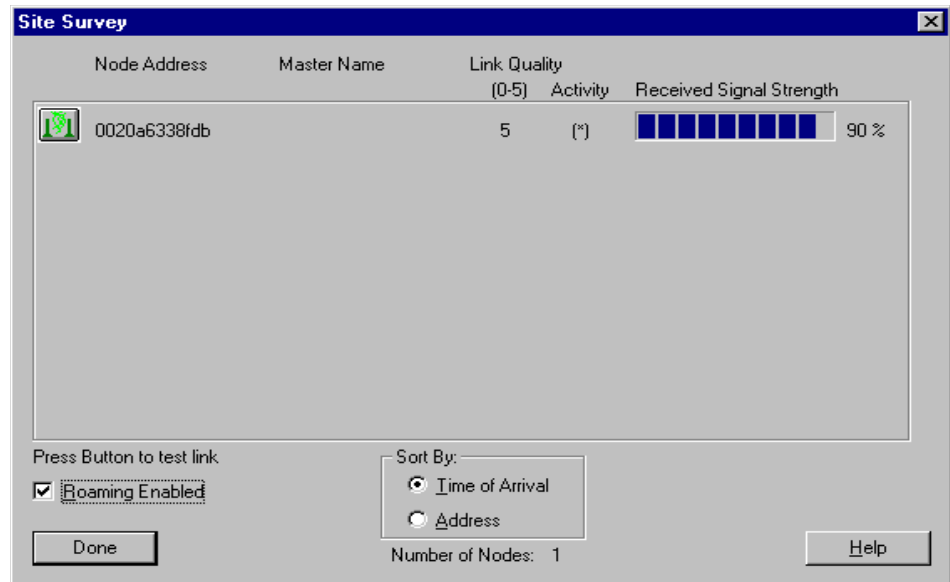 Site Survey
Node Address Master Name Link Quality
(0-5) Activity Received Signal Strength
0020a6338fdb 5 (*) 90 %
Press Button to test link
Roaming Enabled
Sort By:
Time of Arrival
Address
Done
Number of Nodes: 1
Help